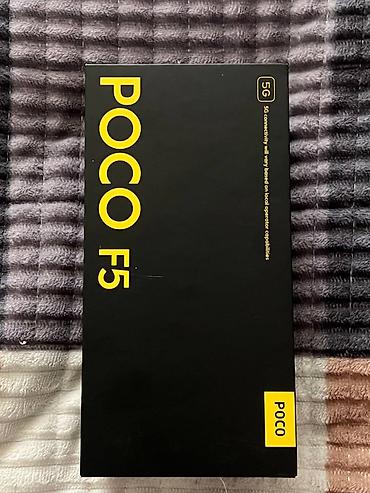 5G
5G connectivity will vary based on local operator capabilities
POCO F5
POCO